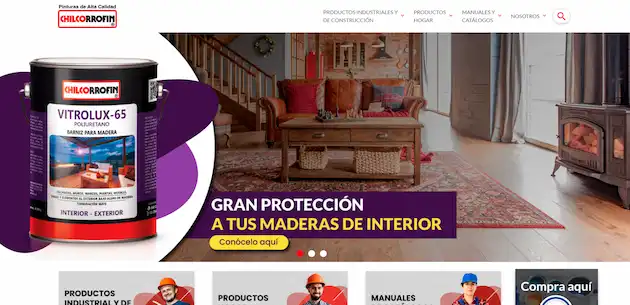 Pinturas de Alta Calidad
CHILCORROFIN
PRODUCTOS INDUSTRIALES Y DE CONSTRUCCIÓN
PRODUCTOS HOGAR
MANUALES Y CATÁLOGOS
NOSOTROS
CHILCORROFIN
VITROLUX-65
POLIURETANO
BARNIZ PARA MADERA
INTERIOR - EXTERIOR
GRAN PROTECCIÓN
A TUS MADERAS DE INTERIOR
Conócelo aquí
PRODUCTOS
INDUSTRIAL Y DE
PRODUCTOS
MANUALES
Compra aquí